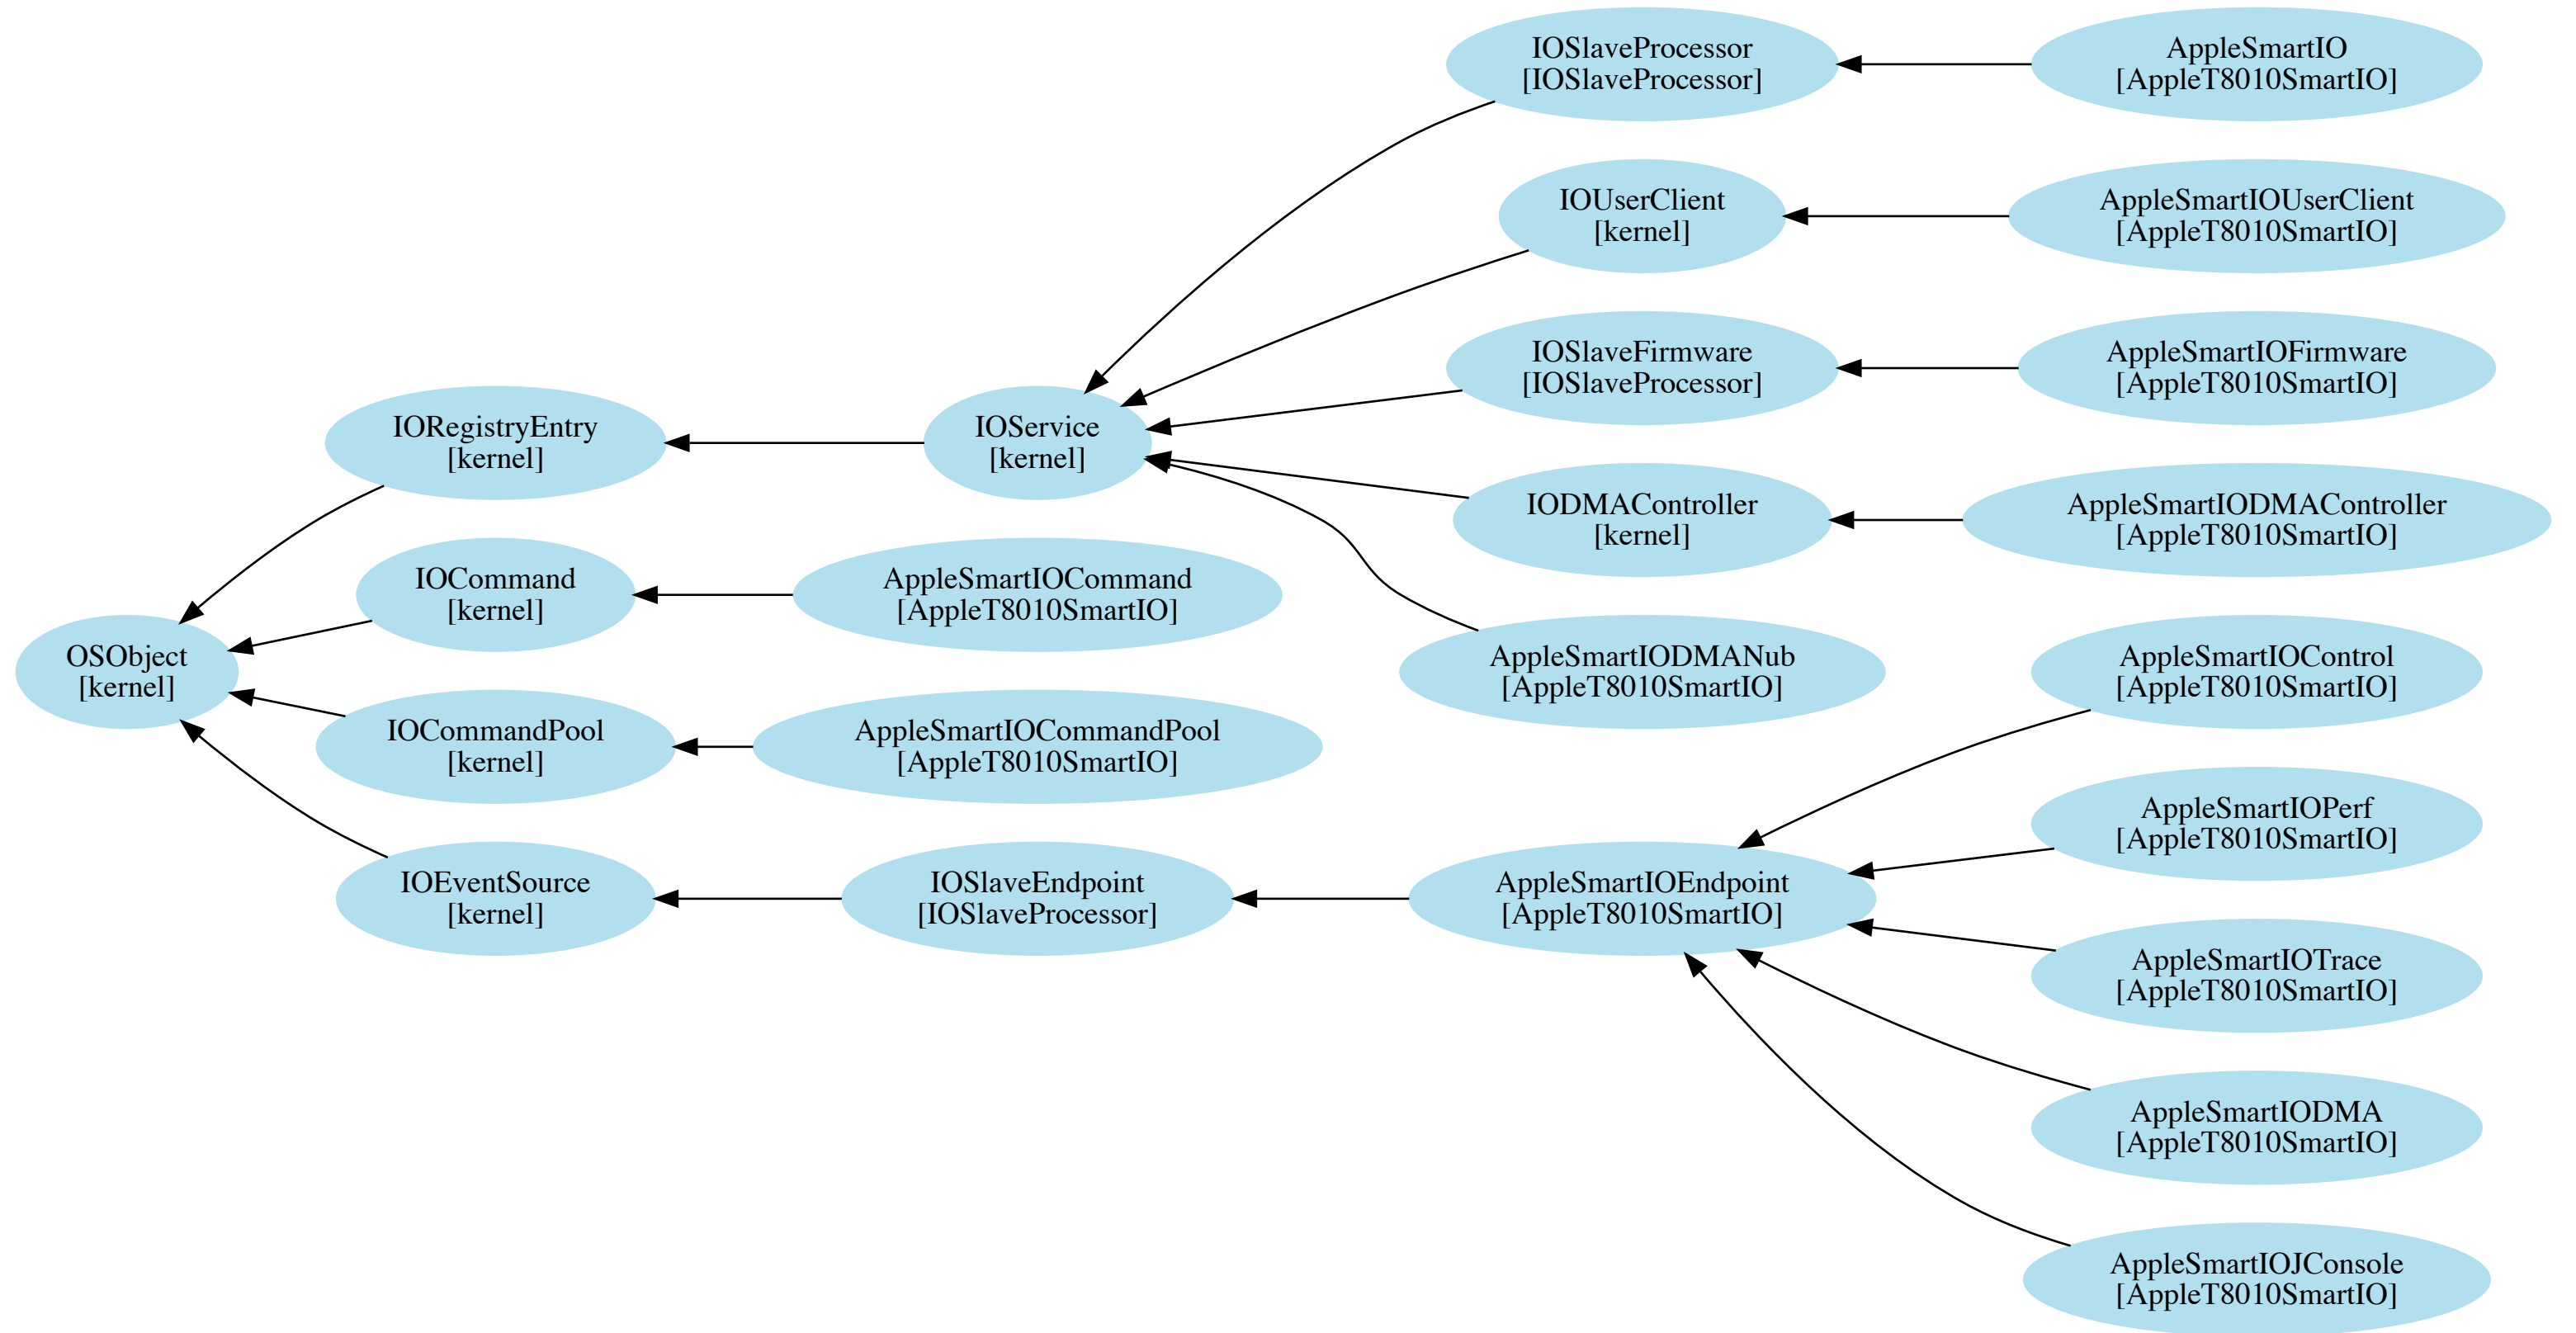 OSObject
[kernel]
IORegistryEntry
[kernel]
IOCommand
[kernel]
IOCommandPool
[kernel]
IOEventSource
[kernel]
IOService
[kernel]
AppleSmartIOCommand
[AppleT8010SmartIO]
AppleSmartIOCommandPool
[AppleT8010SmartIO]
IOSlaveEndpoint
[IOSlaveProcessor]
IOSlaveProcessor
[IOSlaveProcessor]
IOUserClient
[kernel]
IOSlaveFirmware
[IOSlaveProcessor]
IODMAController
[kernel]
AppleSmartIODMANub
[AppleT8010SmartIO]
AppleSmartIOEndpoint
[AppleT8010SmartIO]
AppleSmartIO
[AppleT8010SmartIO]
AppleSmartIOUserClient
[AppleT8010SmartIO]
AppleSmartIOFirmware
[AppleT8010SmartIO]
AppleSmartIODMAController
[AppleT8010SmartIO]
AppleSmartIOControl
[AppleT8010SmartIO]
AppleSmartIOPerf
[AppleT8010SmartIO]
AppleSmartIOTrace
[AppleT8010SmartIO]
AppleSmartIODMA
[AppleT8010SmartIO]
AppleSmartIOJConsole
[AppleT8010SmartIO]